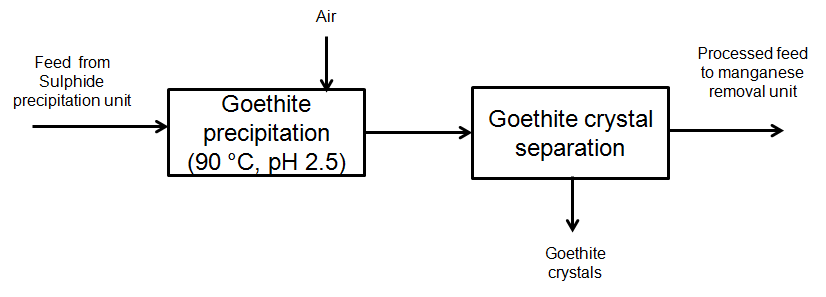 Air
Feed from
Sulphide
precipitation unit
Goethite
precipitation
(90 °C, pH 2.5)
Goethite crystal
separation
Processed feed
to manganese
removal unit
Goethite
crystals